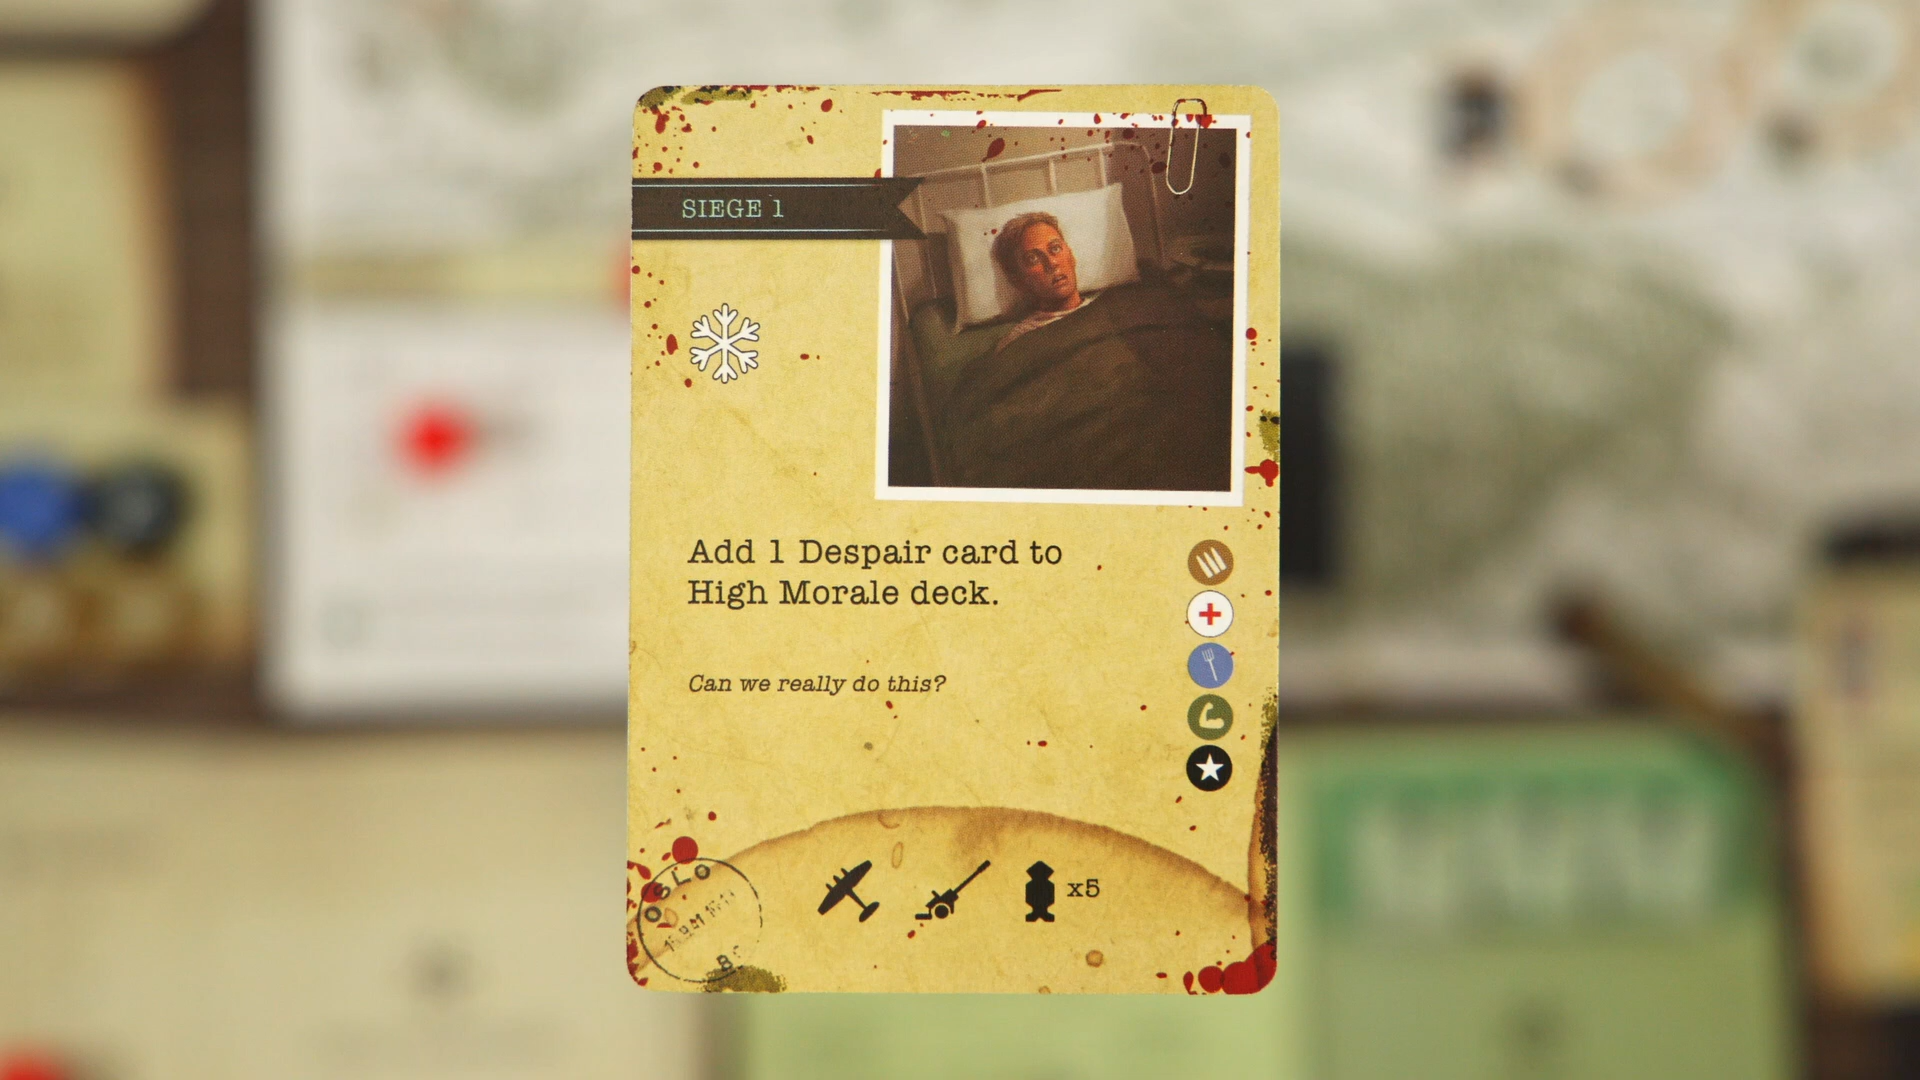 SIEGE 1
Add 1 Despair card to
High Morale deck.
Can we really do this?
x5
OSLO